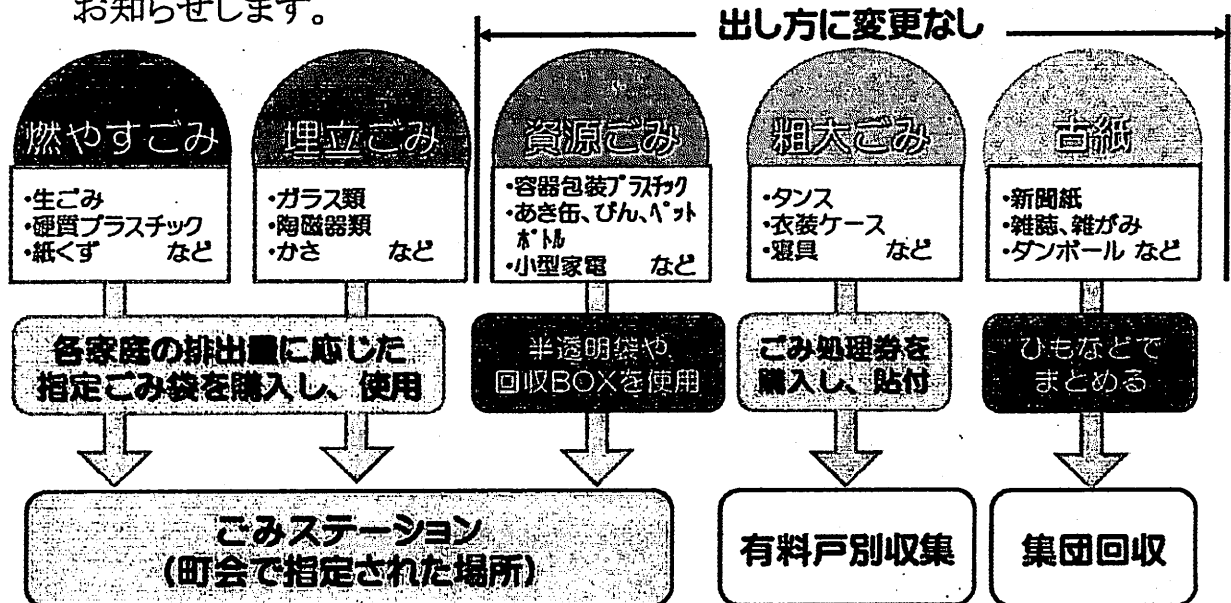 お知らせします。
出し方に変更なし
燃やすごみ
・生ごみ
・硬質プラスチック
・紙くず など
埋立ごみ
・ガラス類
・陶磁器類
・かさ など
資源ごみ
・容器包装プラスチック
・あき缶、びん、ペット
ボトル
・小型家電 など
粗大ごみ
・タンス
・衣装ケース
・寝具 など
古紙
・新聞紙
・雑誌、雑がみ
・ダンボール など
各家庭の排出量に応じた
指定ごみ袋を購入し、使用
半透明袋や
回収BOXを使用
ごみ処理券を
購入し、貼付
ひもなどで
まとめる
ごみステーション
(町会で指定された場所)
有料戸別収集
集団回収